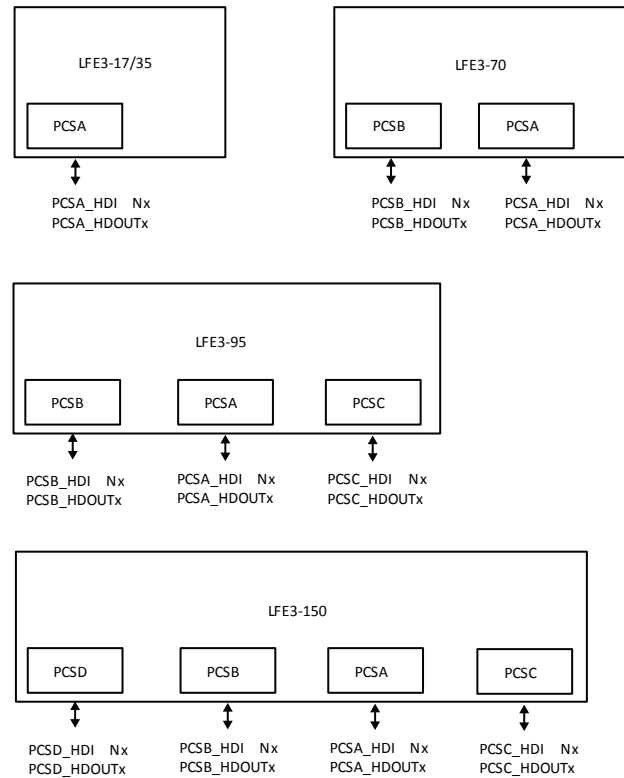 LFE3-17/35
PCSA
PCSA_HDI Nx
PCSA_HDOUTx
LFE3-70
PCSB PCSA
PCSB_HDI Nx PCSA_HDI Nx
PCSB_HDOUTx PCSA_HDOUTx
LFE3-95
PCSB PCSA PCSC
PCSB_HDI Nx PCSA_HDI Nx PCSC_HDI Nx
PCSB_HDOUTx PCSA_HDOUTx PCSC_HDOUTx
LFE3-150
PCSD PCSB PCSA PCSC
PCSD_HDI Nx PCSB_HDI Nx PCSA_HDI Nx PCSC_HDI Nx
PCSD_HDOUTx PCSB_HDOUTx PCSA_HDOUTx PCSC_HDOUTx